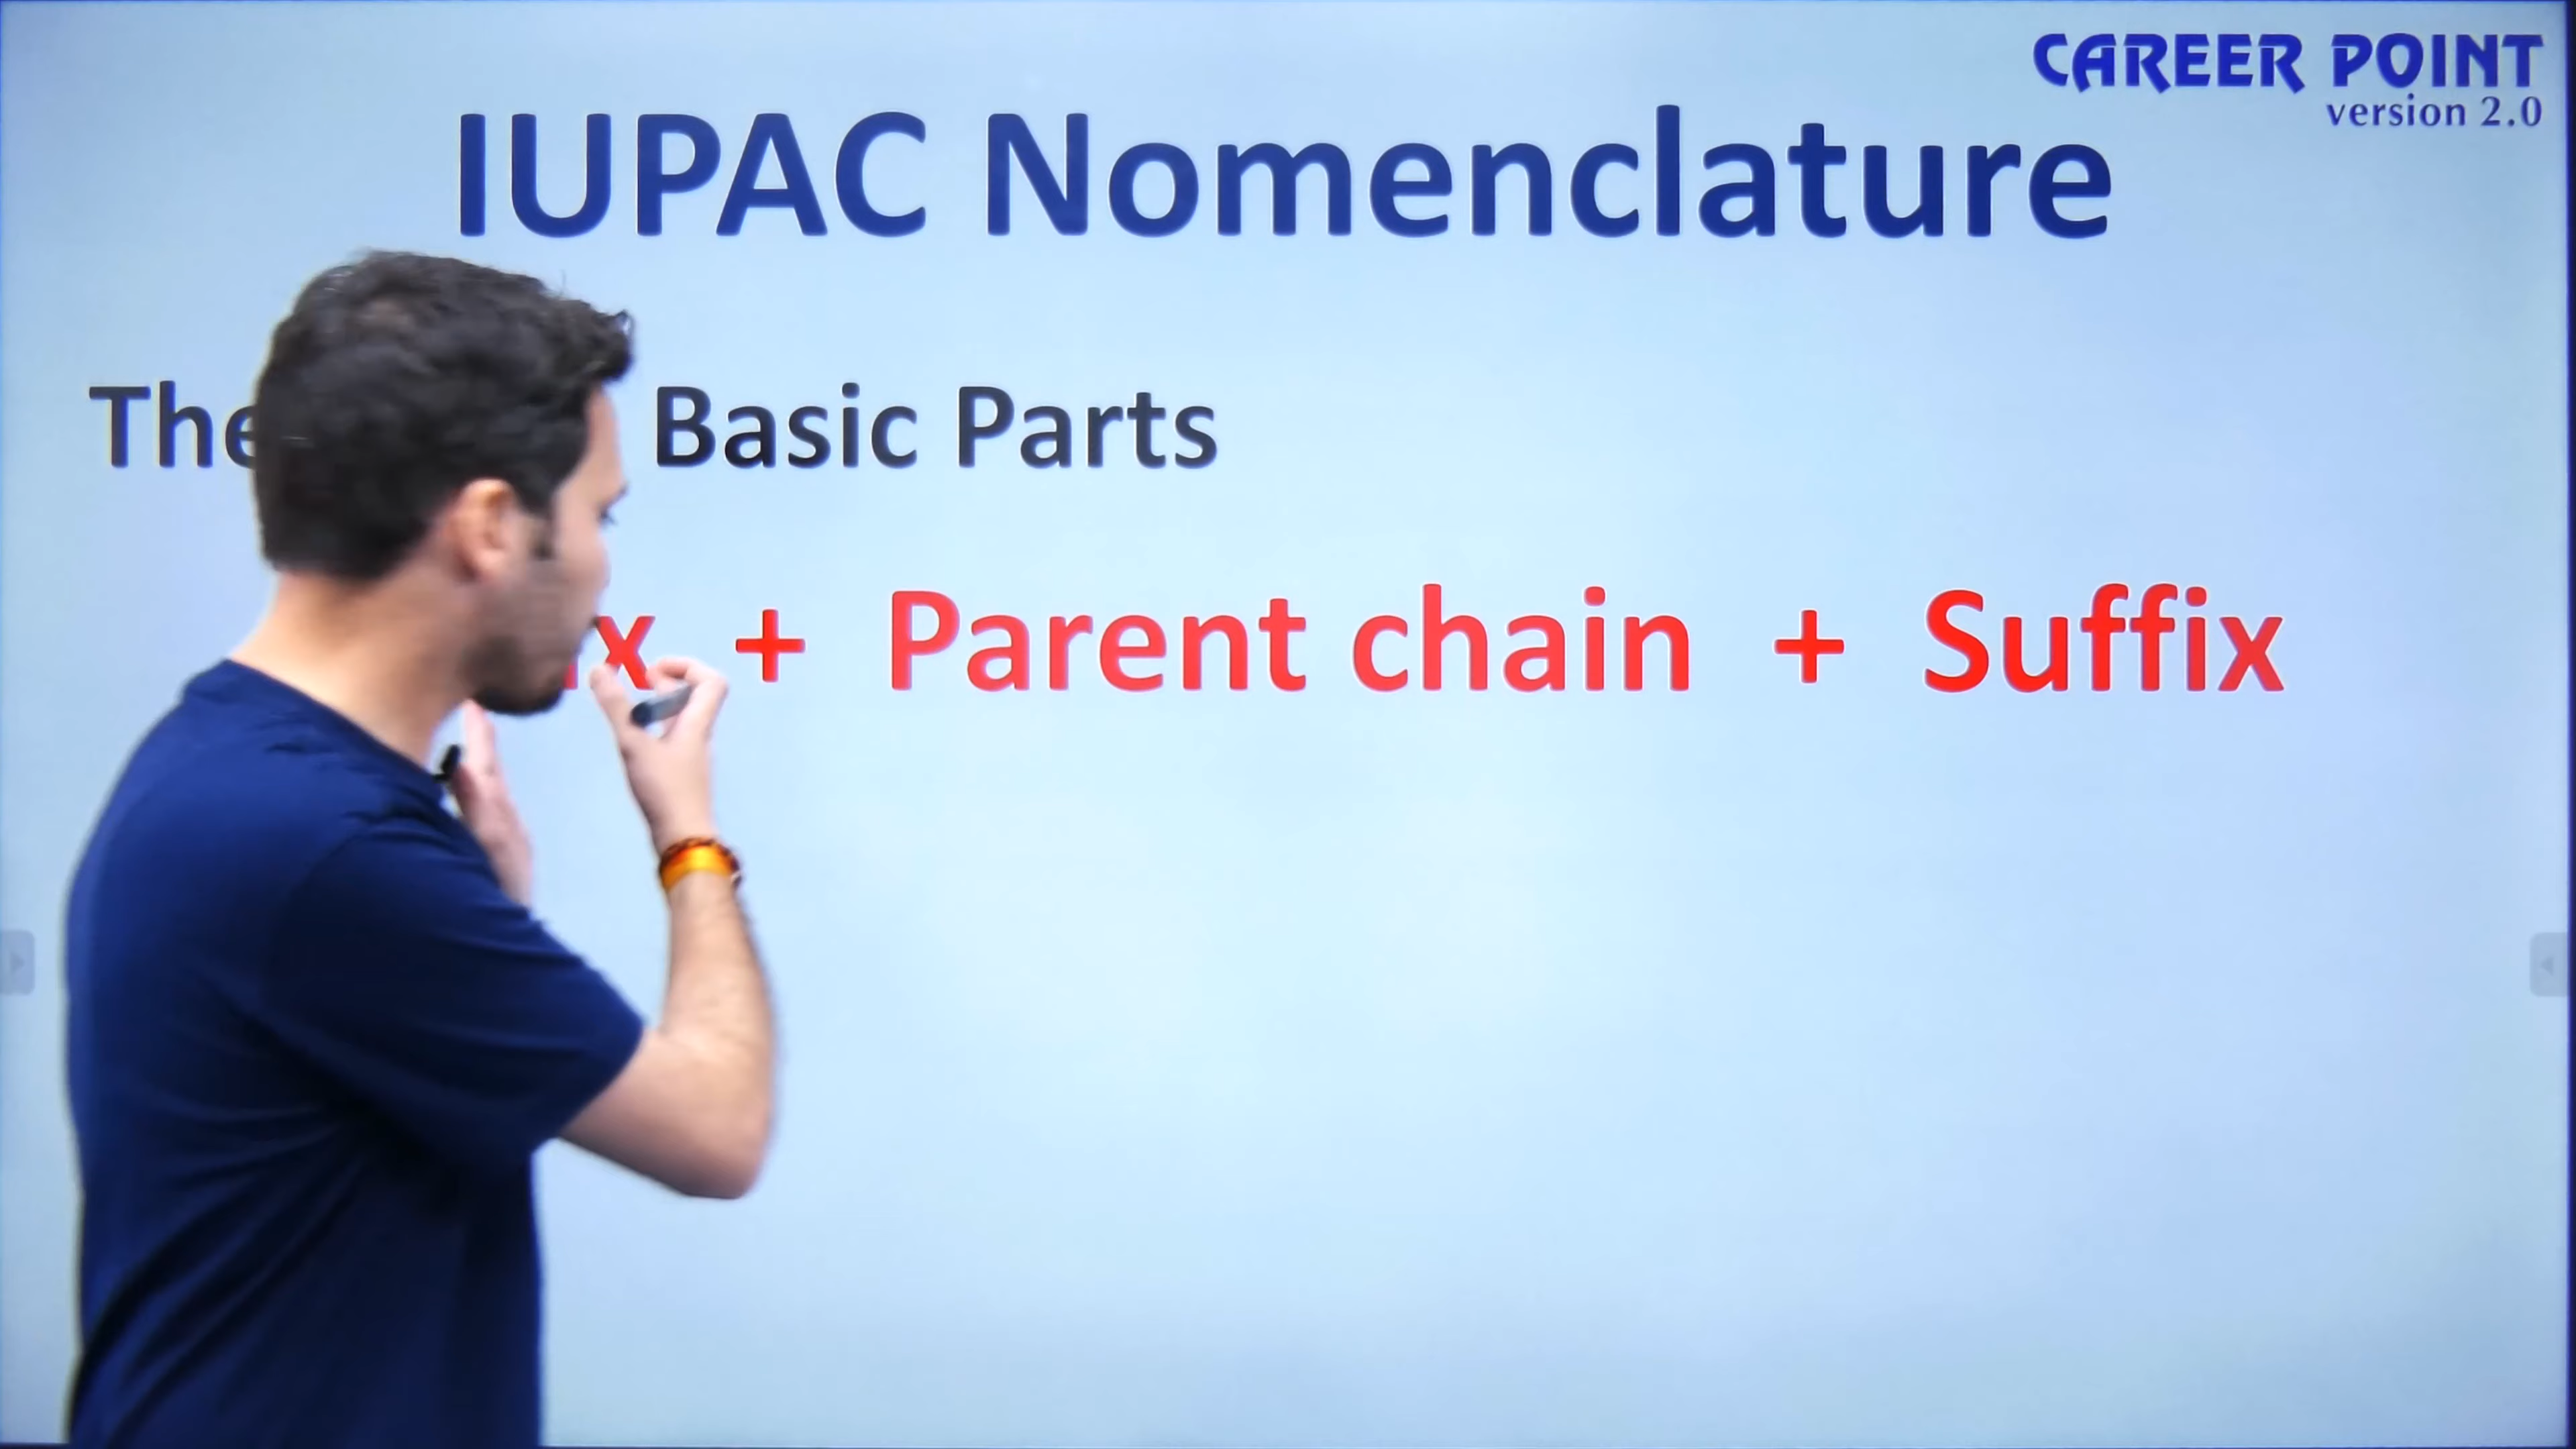 CAREER POINT
version 2.0
IUPAC Nomenclature
The Basic Parts
x + Parent chain + Suffix